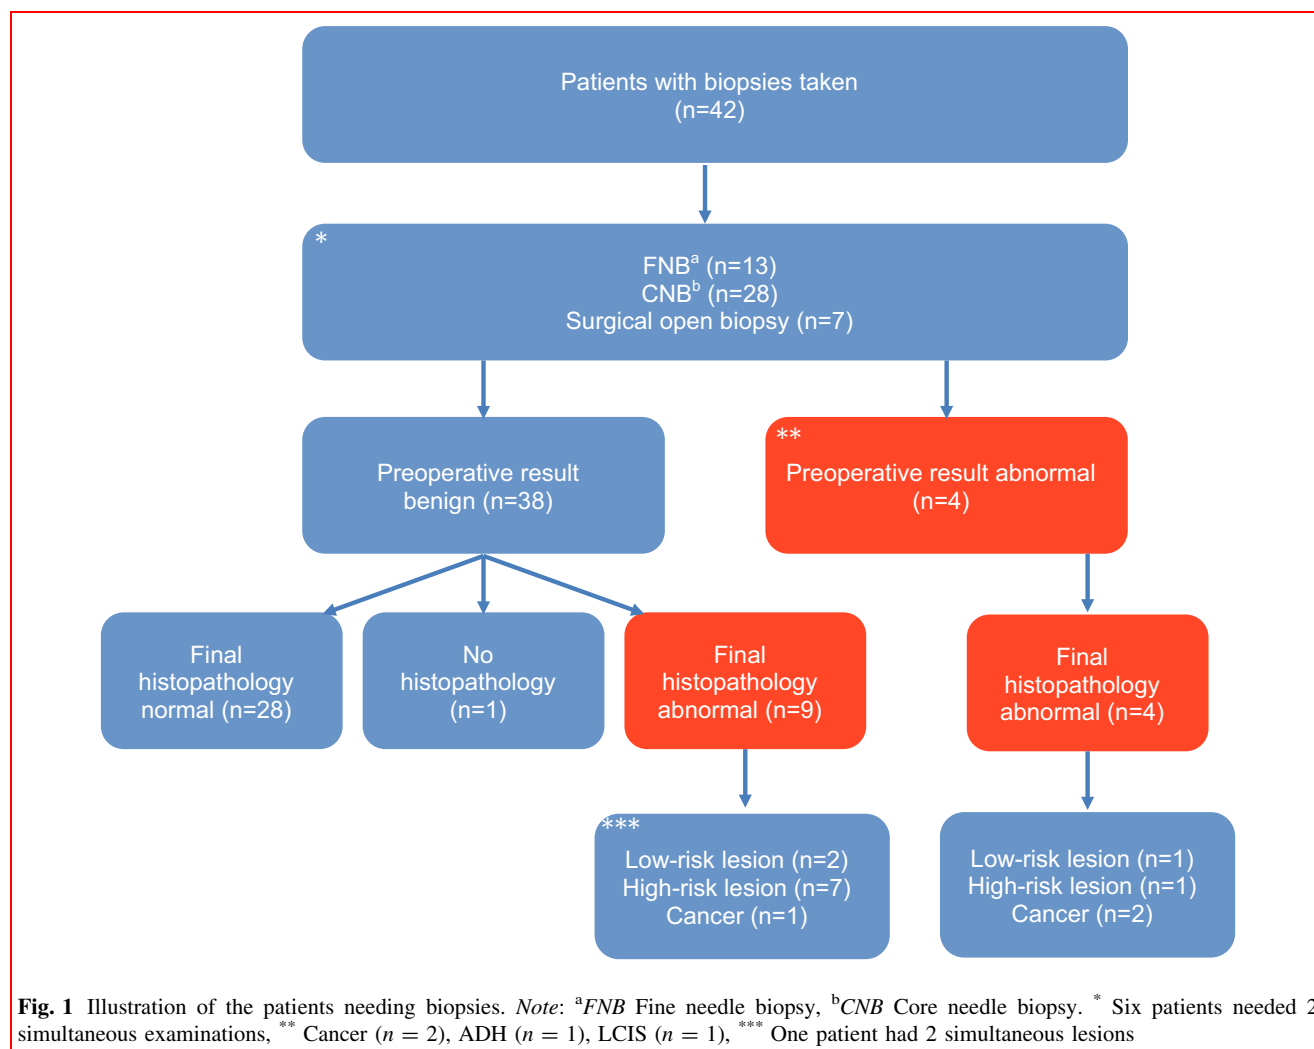 Patients with biopsies taken
(n=42)
*
FNBa (n=13)
CNBb (n=28)
Surgical open biopsy (n=7)
Preoperative result
benign (n=38)
**
Preoperative result abnormal
(n=4)
Final
histopathology
normal (n=28)
No
histopathology
(n=1)
Final
histopathology
abnormal (n=9)
Final
histopathology
abnormal (n=4)
***
Low-risk lesion (n=2)
High-risk lesion (n=7)
Cancer (n=1)
Low-risk lesion (n=1)
High-risk lesion (n=1)
Cancer (n=2)
Fig. 1 Illustration of the patients needing biopsies. Note: aFNB Fine needle biopsy, bCNB Core needle biopsy. * Six patients needed 2
simultaneous examinations, ** Cancer (n = 2), ADH (n = 1), LCIS (n = 1), *** One patient had 2 simultaneous lesions